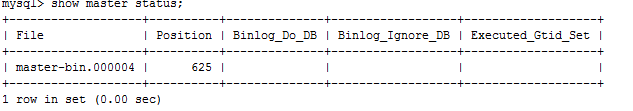 mysql> show master status;
+-------------------+----------+--------------+------------------+-------------------+
| File              | Position | Binlog_Do_DB | Binlog_Ignore_DB | Executed_Gtid_Set |
+-------------------+----------+--------------+------------------+-------------------+
| master-bin.000004 |      625 |              |                  |                   |
+-------------------+----------+--------------+------------------+-------------------+
1 row in set (0.00 sec)